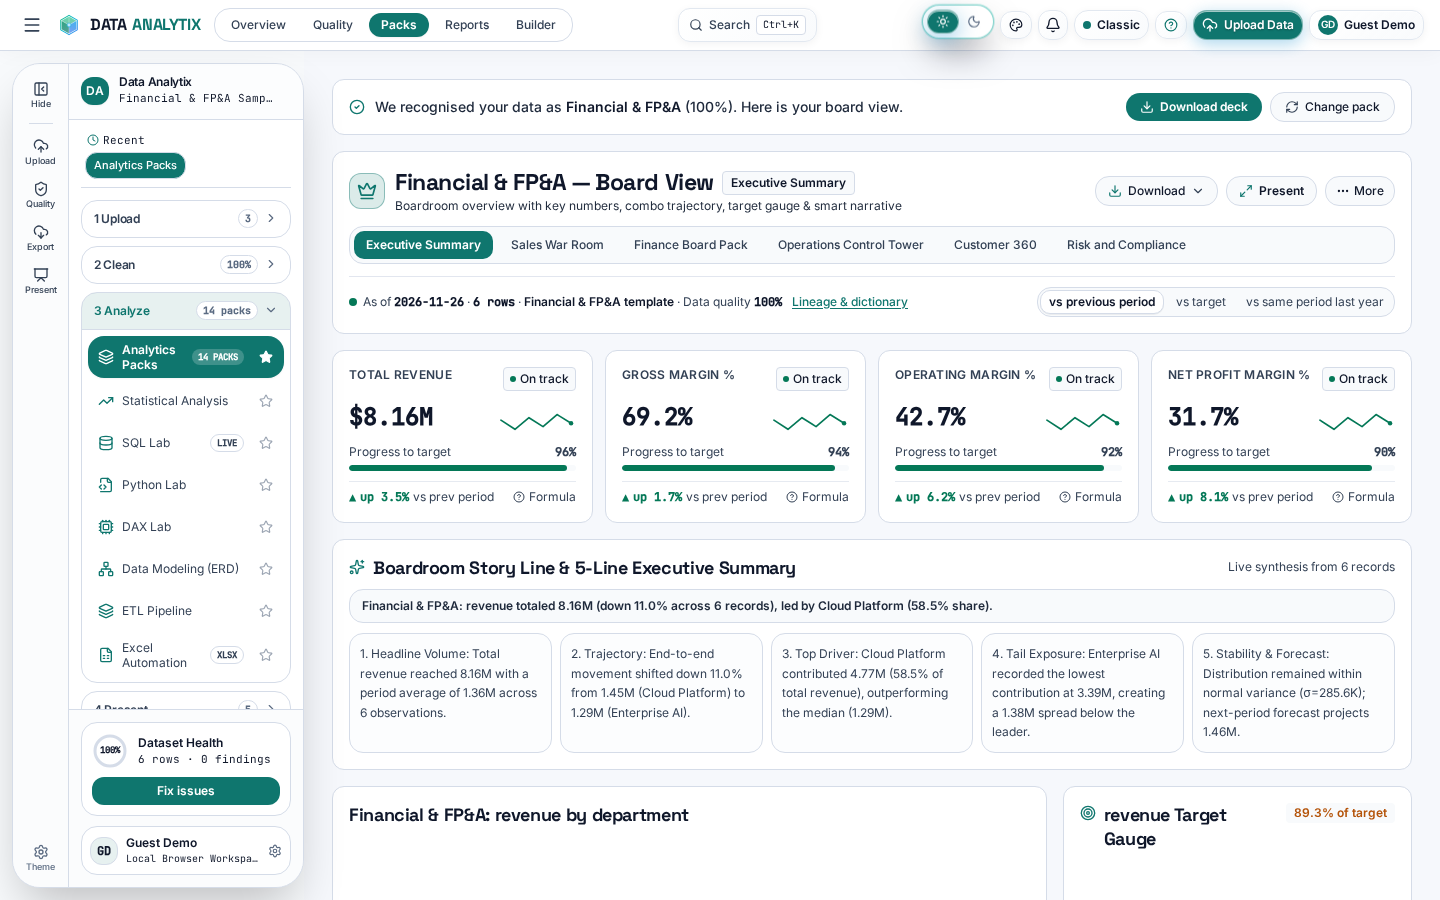 DATA ANALYTIX
Overview
Quality
Packs
Reports
Builder
Search Ctrl+K
Classic
Upload Data
GD Guest Demo
Hide
Upload
Quality
Export
Present
Theme
DA
Data Analytix
Financial & FP&A Samp…
Recent
Analytics Packs
1 Upload 3
2 Clean 100%
3 Analyze 14 packs
Analytics Packs 14 PACKS
Statistical Analysis
SQL Lab LIVE
Python Lab
DAX Lab
Data Modeling (ERD)
ETL Pipeline
Excel Automation XLSX
4 Present 5
100%
Dataset Health
6 rows · 0 findings
Fix issues
GD
Guest Demo
Local Browser Workspa…
We recognised your data as Financial & FP&A (100%). Here is your board view.
Download deck
Change pack
Financial & FP&A — Board View
Executive Summary
Boardroom overview with key numbers, combo trajectory, target gauge & smart narrative
Download
Present
More
Executive Summary
Sales War Room
Finance Board Pack
Operations Control Tower
Customer 360
Risk and Compliance
As of 2026-11-26 · 6 rows · Financial & FP&A template · Data quality 100% Lineage & dictionary
vs previous period
vs target
vs same period last year
TOTAL REVENUE
On track
$8.16M
Progress to target 96%
▲ up 3.5% vs prev period
Formula
GROSS MARGIN %
On track
69.2%
Progress to target 94%
▲ up 1.7% vs prev period
Formula
OPERATING MARGIN %
On track
42.7%
Progress to target 92%
▲ up 6.2% vs prev period
Formula
NET PROFIT MARGIN %
On track
31.7%
Progress to target 90%
▲ up 8.1% vs prev period
Formula
Boardroom Story Line & 5-Line Executive Summary
Live synthesis from 6 records
Financial & FP&A: revenue totaled 8.16M (down 11.0% across 6 records), led by Cloud Platform (58.5% share).
1. Headline Volume: Total
revenue reached 8.16M with a
period average of 1.36M across
6 observations.
2. Trajectory: End-to-end
movement shifted down 11.0%
from 1.45M (Cloud Platform) to
1.29M (Enterprise AI).
3. Top Driver: Cloud Platform
contributed 4.77M (58.5% of
total revenue), outperforming
the median (1.29M).
4. Tail Exposure: Enterprise AI
recorded the lowest
contribution at 3.39M, creating
a 1.38M spread below the
leader.
5. Stability & Forecast:
Distribution remained within
normal variance (σ=285.6K);
next-period forecast projects
1.46M.
Financial & FP&A: revenue by department
revenue Target
Gauge
89.3% of target